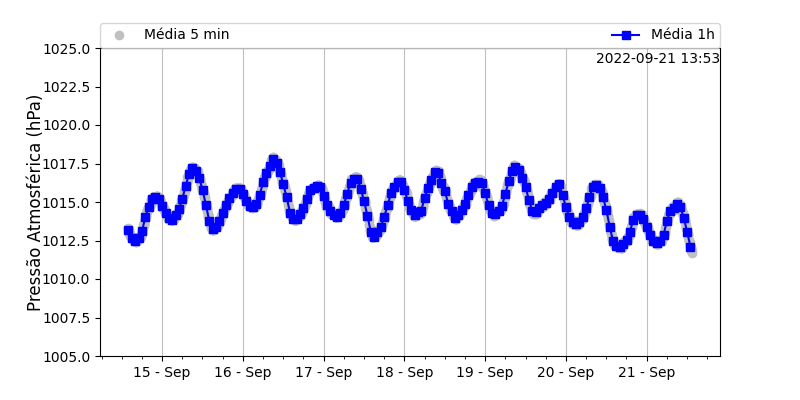 Média 5 min
Média 1h
2022-09-21 13:53
Pressão Atmosférica (hPa)
1025.0
1022.5
1020.0
1017.5
1015.0
1012.5
1010.0
1007.5
1005.0
15 - Sep
16 - Sep
17 - Sep
18 - Sep
19 - Sep
20 - Sep
21 - Sep